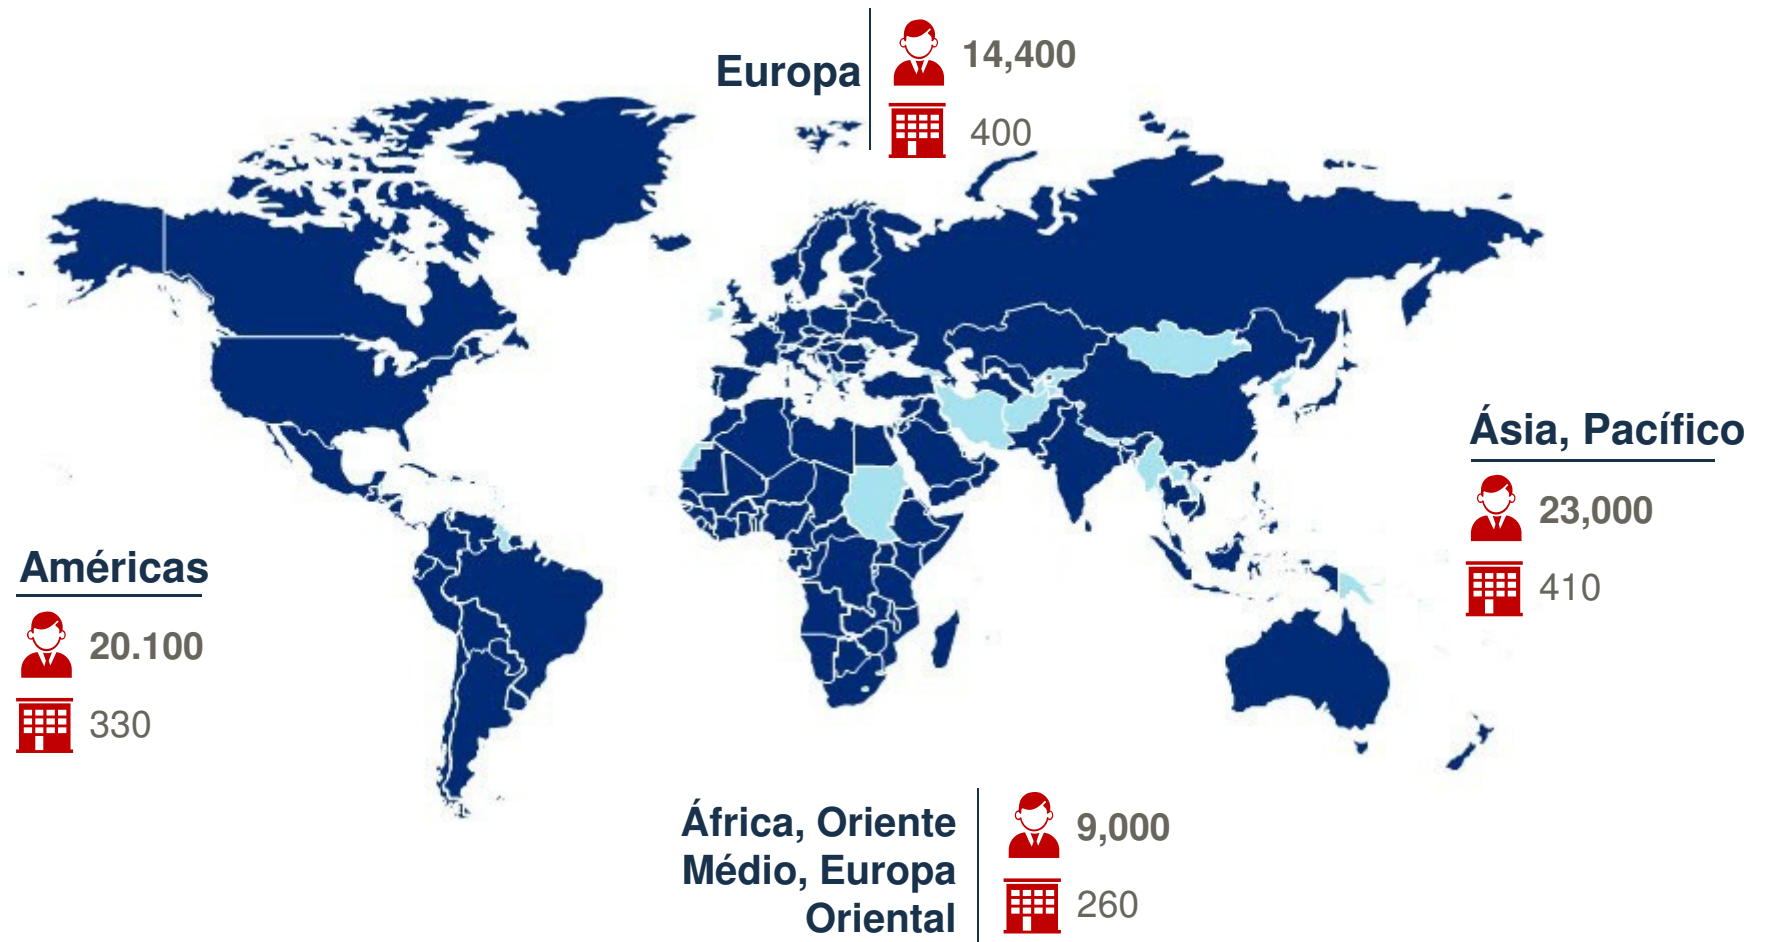 Europa
14,400
400
Ásia, Pacífico
23,000
410
Américas
20.100
330
África, Oriente
Médio, Europa
Oriental
9,000
260